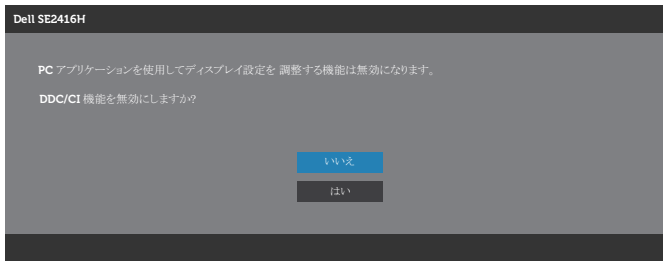 Dell SE2416H
PC アプリケーションを使用してディスプレイ設定を 調整する機能は無効になります。
DDC/CI 機能を無効にしますか?
いいえ
はい